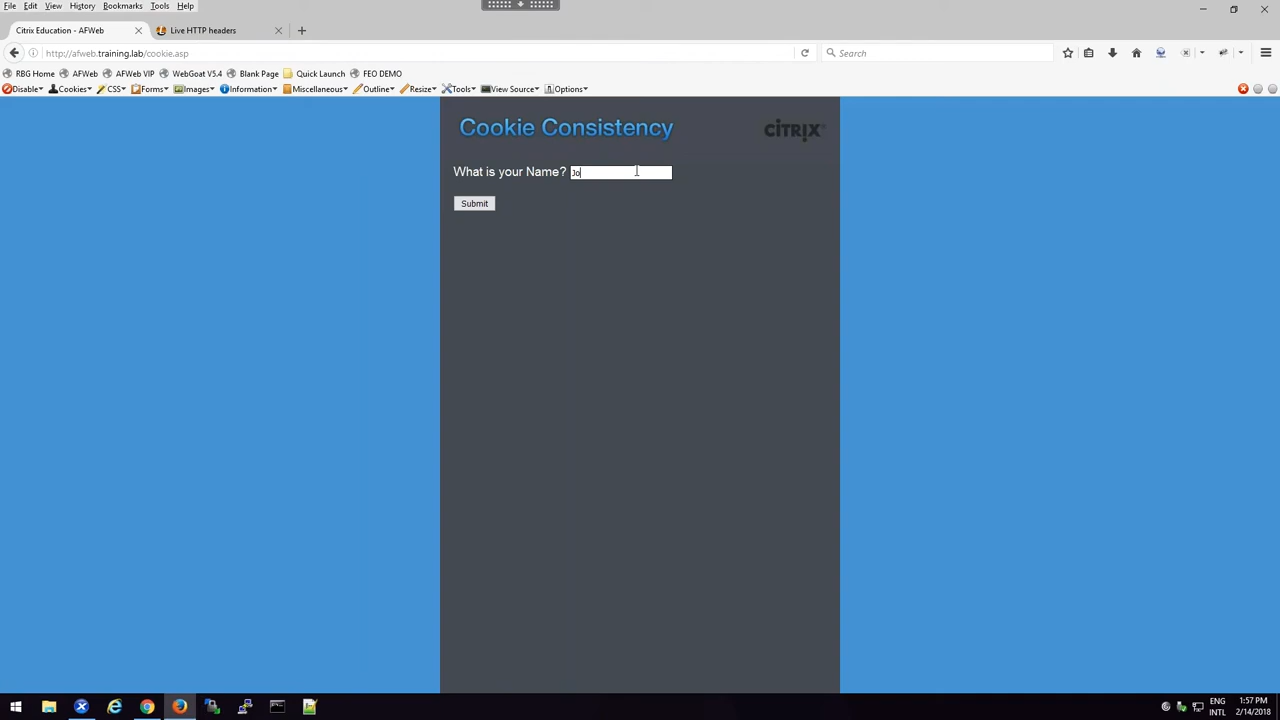 File Edit View History Bookmarks Tools Help
Citrix Education - AFWeb Live HTTP headers
http://afweb.training.lab/cookie.asp Search
RBG Home AFWeb AFWeb VIP WebGoat V5.4 Blank Page Quick Launch FEO DEMO
Disable Cookies CSS Forms Images Information Miscellaneous Outline Resize Tools View Source Options
Cookie Consistency CITRIX
What is your Name? Jo
Submit
ENG 1:57 PM
INTL 2/14/2018